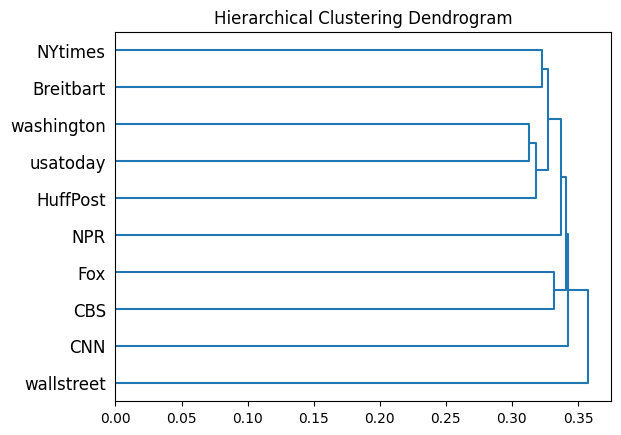 Hierarchical Clustering Dendrogram
NYtimes
Breitbart
washington
usatoday
HuffPost
NPR
Fox
CBS
CNN
wallstreet
0.00 0.05 0.10 0.15 0.20 0.25 0.30 0.35